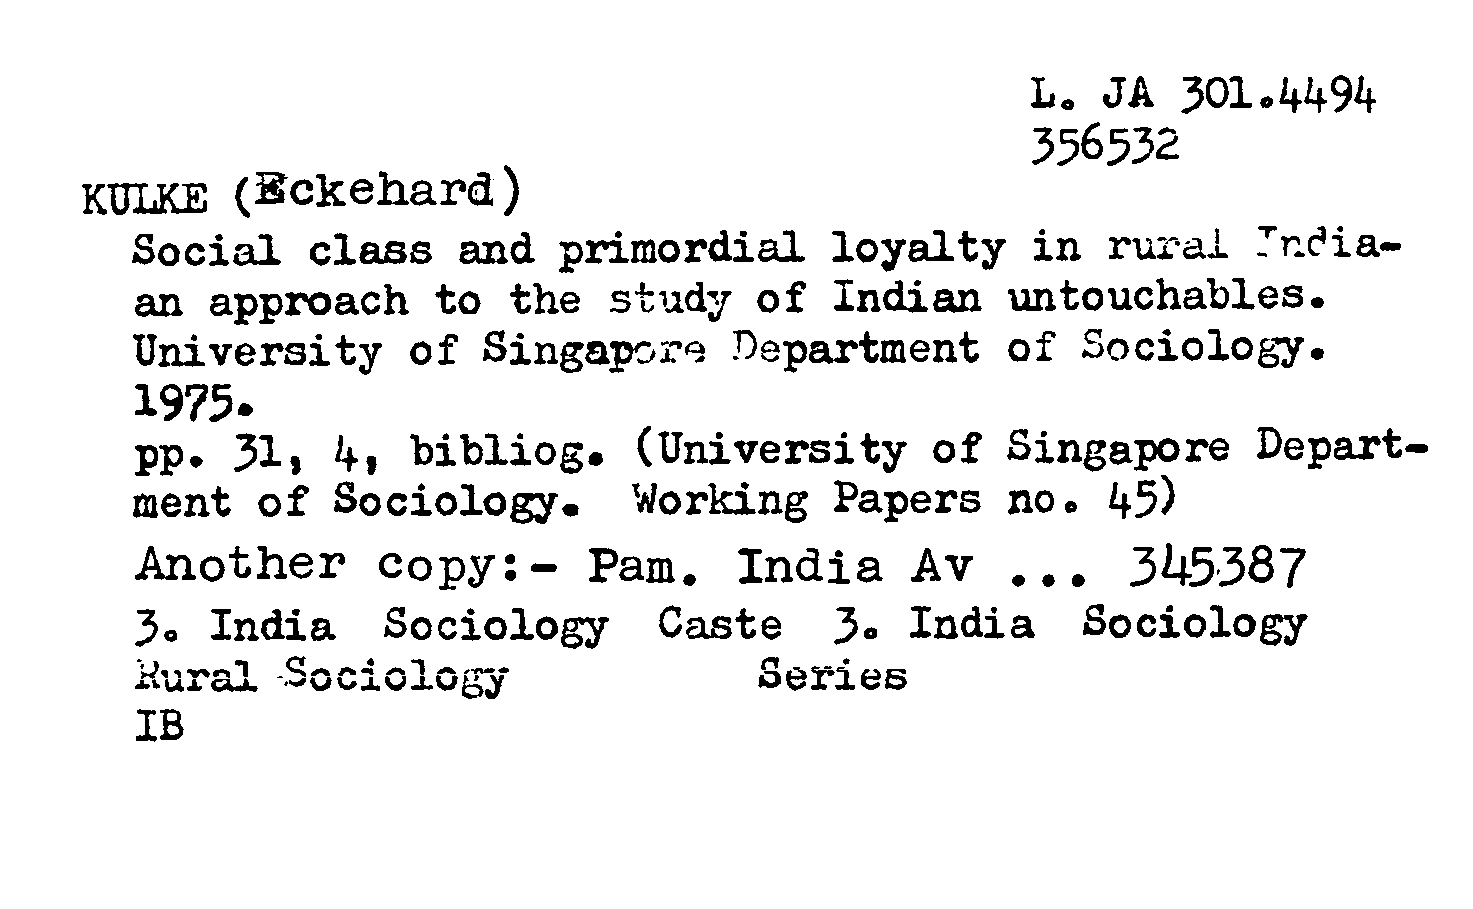 L. JA 301.4494
356532
KULKE (Eckehard)
Social class and primordial loyalty in rural India-
an approach to the study of Indian untouchables.
University of Singapore Department of Sociology.
1975.
pp. 31, 4, bibliog. (University of Singapore Depart-
ment of Sociology. Working Papers no. 45)
Another copy:- Pam. India Av ... 345387
3. India Sociology Caste 3. India Sociology
Rural Sociology Series
IB